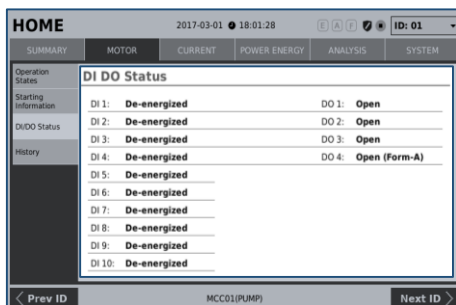 HOME 2017-03-01 18:01:28 E A F ID: 01
SUMMARY MOTOR CURRENT POWER ENERGY ANALYSIS SYSTEM
Operation States
Starting Information
DI/DO Status
History
DI DO Status
DI 1: De-energized DO 1: Open
DI 2: De-energized DO 2: Open
DI 3: De-energized DO 3: Open
DI 4: De-energized DO 4: Open (Form-A)
DI 5: De-energized
DI 6: De-energized
DI 7: De-energized
DI 8: De-energized
DI 9: De-energized
DI 10: De-energized
Prev ID MCC01(PUMP) Next ID